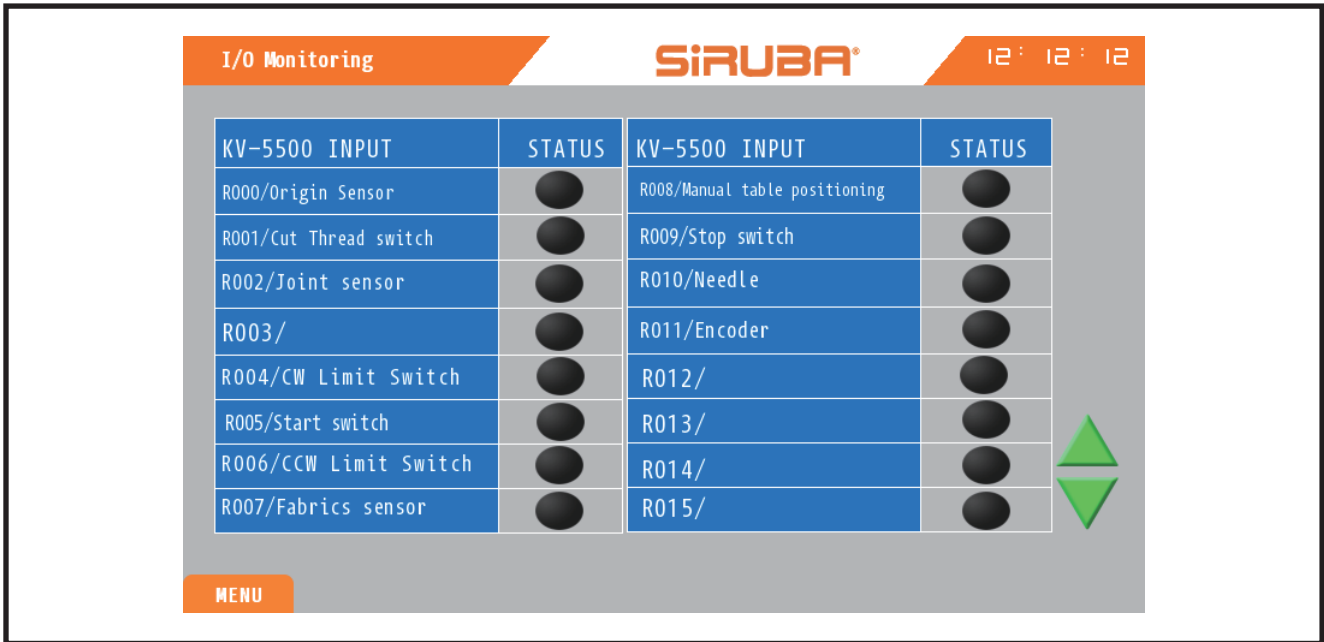 I/O Monitoring
SiRUBA®
12: 12: 12
KV-5500 INPUT STATUS KV-5500 INPUT STATUS
R000/Origin Sensor R008/Manual table positioning
R001/Cut Thread switch R009/Stop switch
R002/Joint sensor R010/Needle
R003/ R011/Encoder
R004/CW Limit Switch R012/
R005/Start switch R013/
R006/CCW Limit Switch R014/
R007/Fabrics sensor R015/
MENU